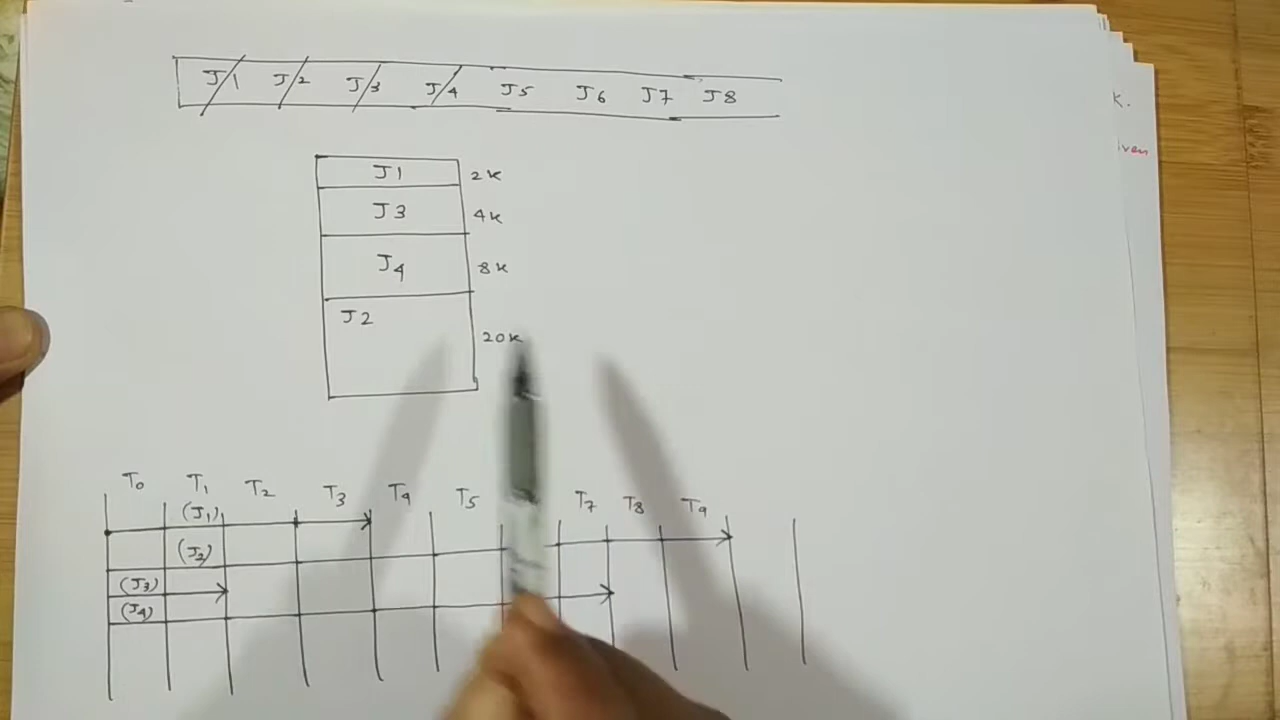 J1 J2 J3 J4 J5 J6 J7 J8
K.
J1 2K
J3 4K
J4 8K
J2 20K
T0 T1 T2 T3 T4 T5 T7 T8 T9
(J1)
(J2)
(J3)
(J4)